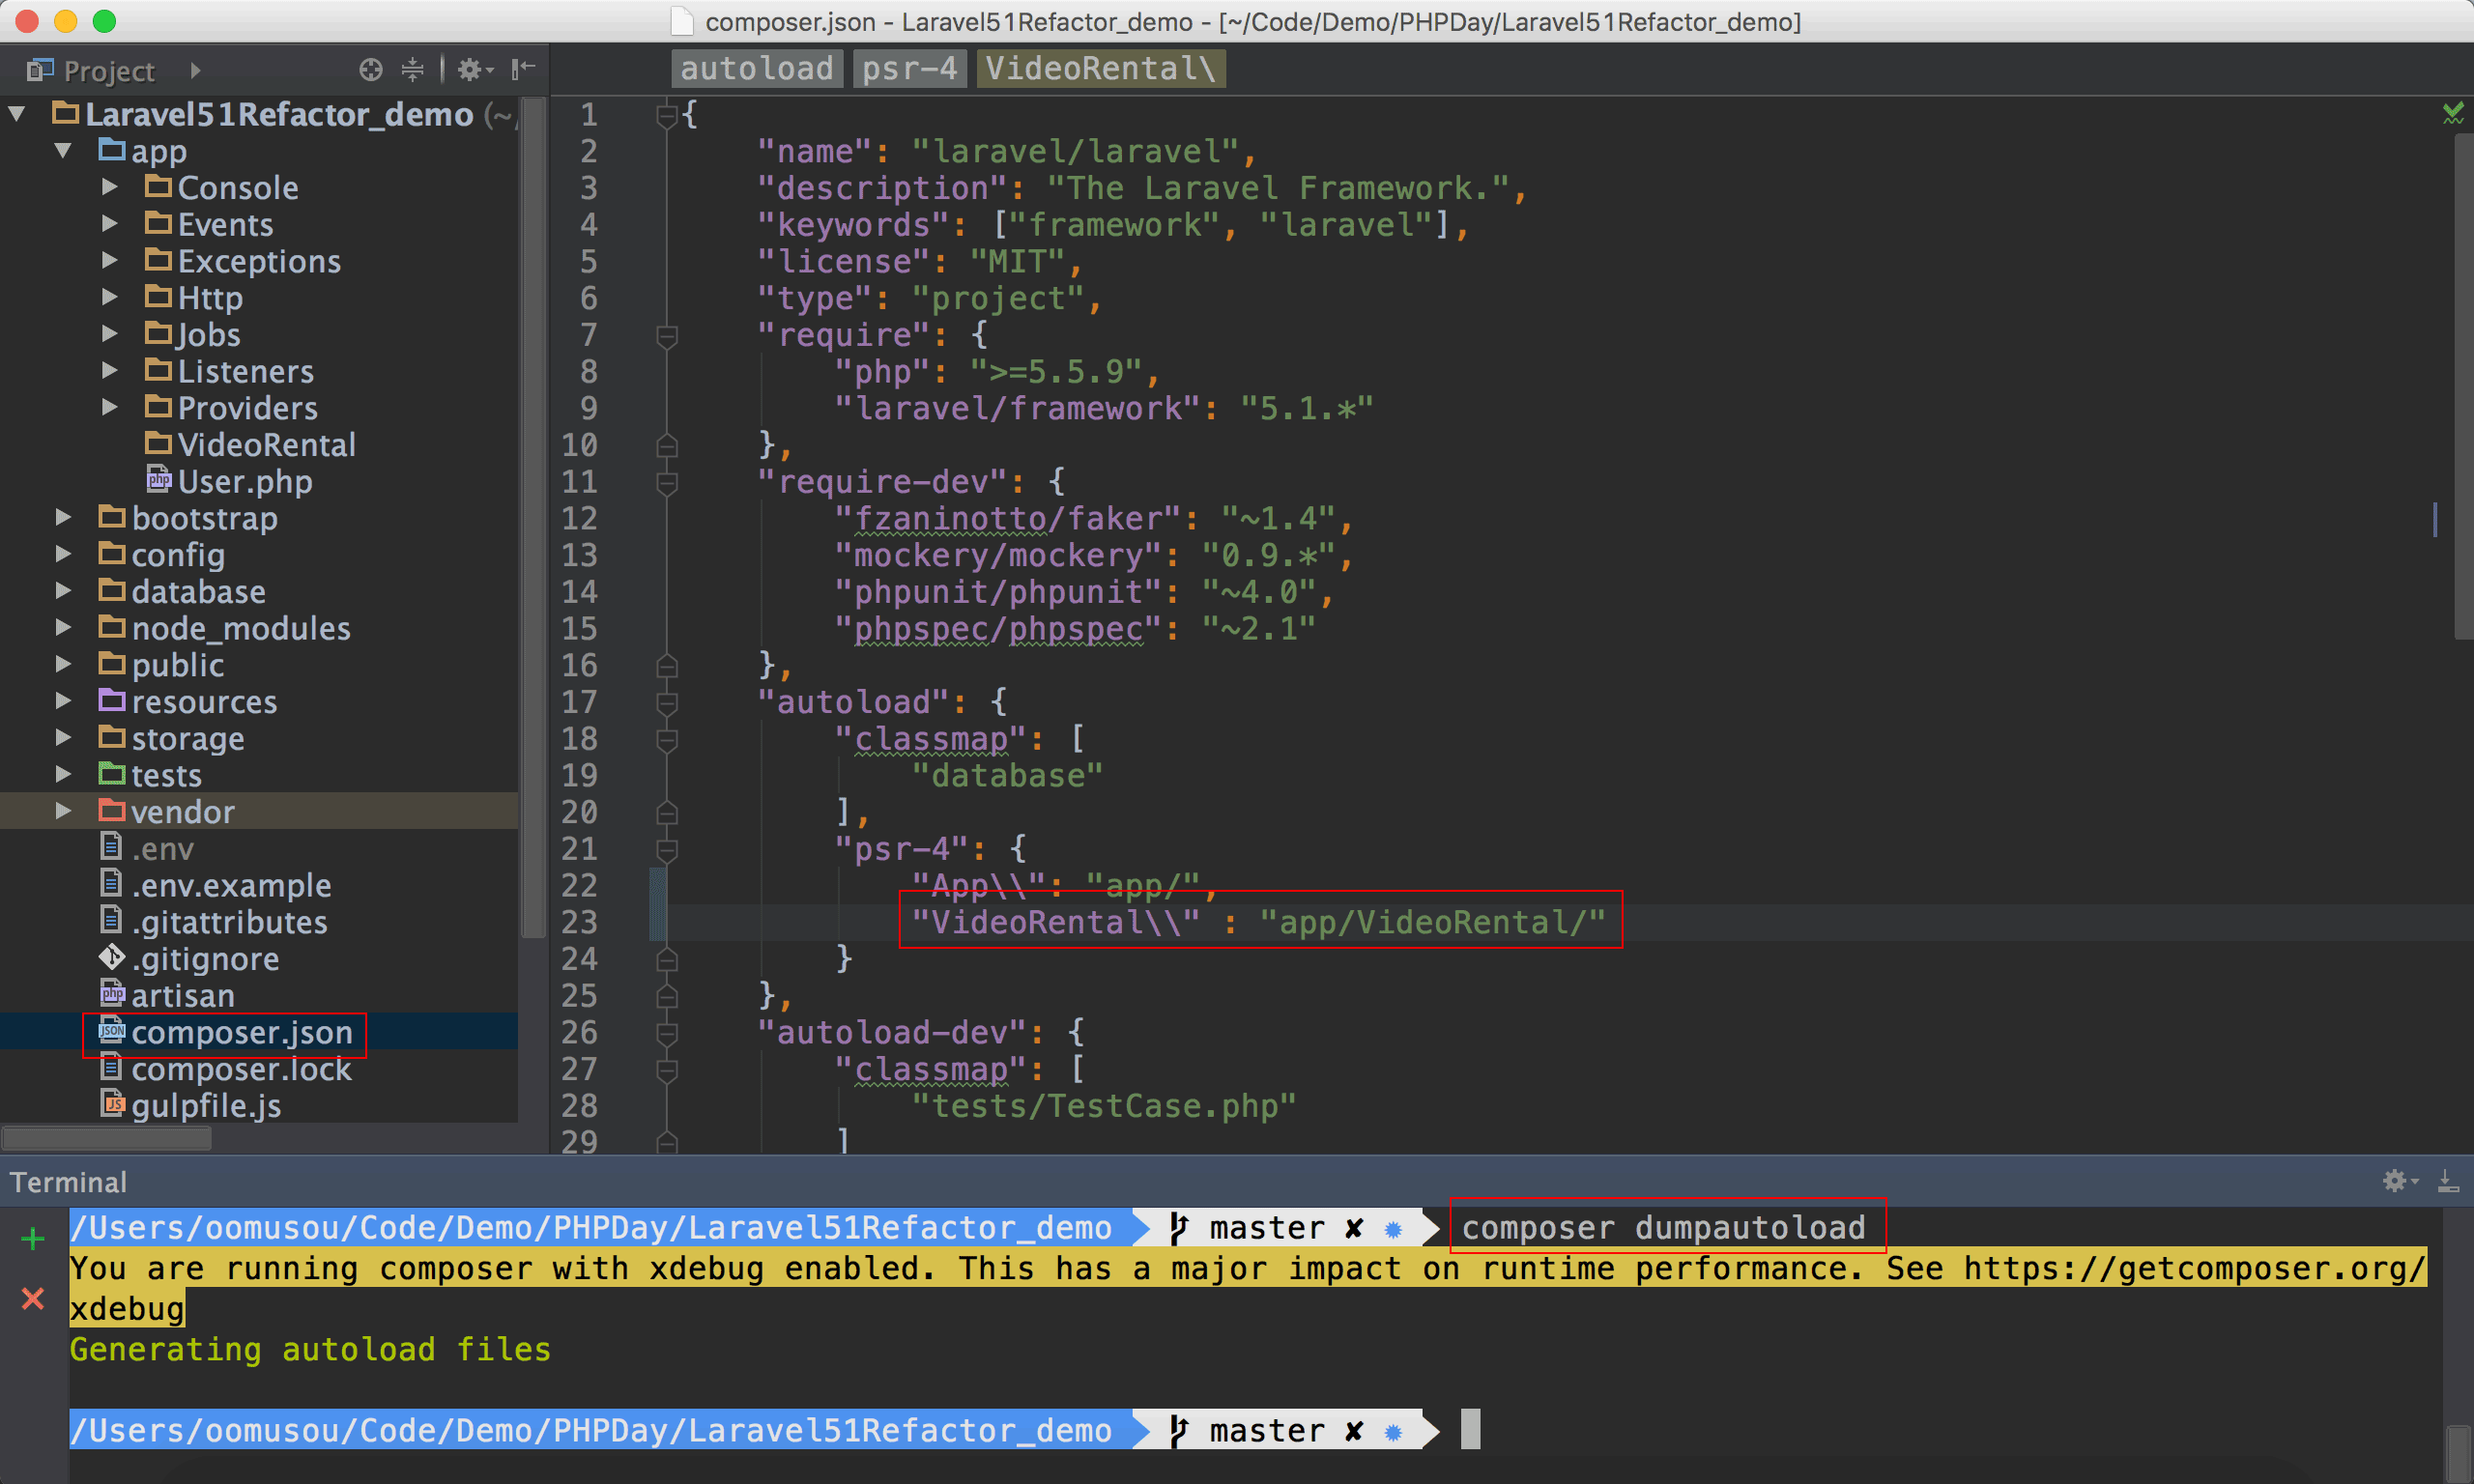 composer.json - Laravel51Refactor_demo - [~/Code/Demo/PHPDay/Laravel51Refactor_demo]
Project
autoload psr-4 VideoRental\
Laravel51Refactor_demo (~/
app
Console
Events
Exceptions
Http
Jobs
Listeners
Providers
VideoRental
User.php
bootstrap
config
database
node_modules
public
resources
storage
tests
vendor
.env
.env.example
.gitattributes
.gitignore
artisan
composer.json
composer.lock
gulpfile.js
1 {
2 "name": "laravel/laravel",
3 "description": "The Laravel Framework.",
4 "keywords": ["framework", "laravel"],
5 "license": "MIT",
6 "type": "project",
7 "require": {
8 "php": ">=5.5.9",
9 "laravel/framework": "5.1.*"
10 },
11 "require-dev": {
12 "fzaninotto/faker": "~1.4",
13 "mockery/mockery": "0.9.*",
14 "phpunit/phpunit": "~4.0",
15 "phpspec/phpspec": "~2.1"
16 },
17 "autoload": {
18 "classmap": [
19 "database"
20 ],
21 "psr-4": {
22 "App\\": "app/",
23 "VideoRental\\" : "app/VideoRental/"
24 }
25 },
26 "autoload-dev": {
27 "classmap": [
28 "tests/TestCase.php"
29 ]
Terminal
/Users/oomusou/Code/Demo/PHPDay/Laravel51Refactor_demo master ✘ composer dumpautoload
You are running composer with xdebug enabled. This has a major impact on runtime performance. See https://getcomposer.org/
xdebug
Generating autoload files
/Users/oomusou/Code/Demo/PHPDay/Laravel51Refactor_demo master ✘